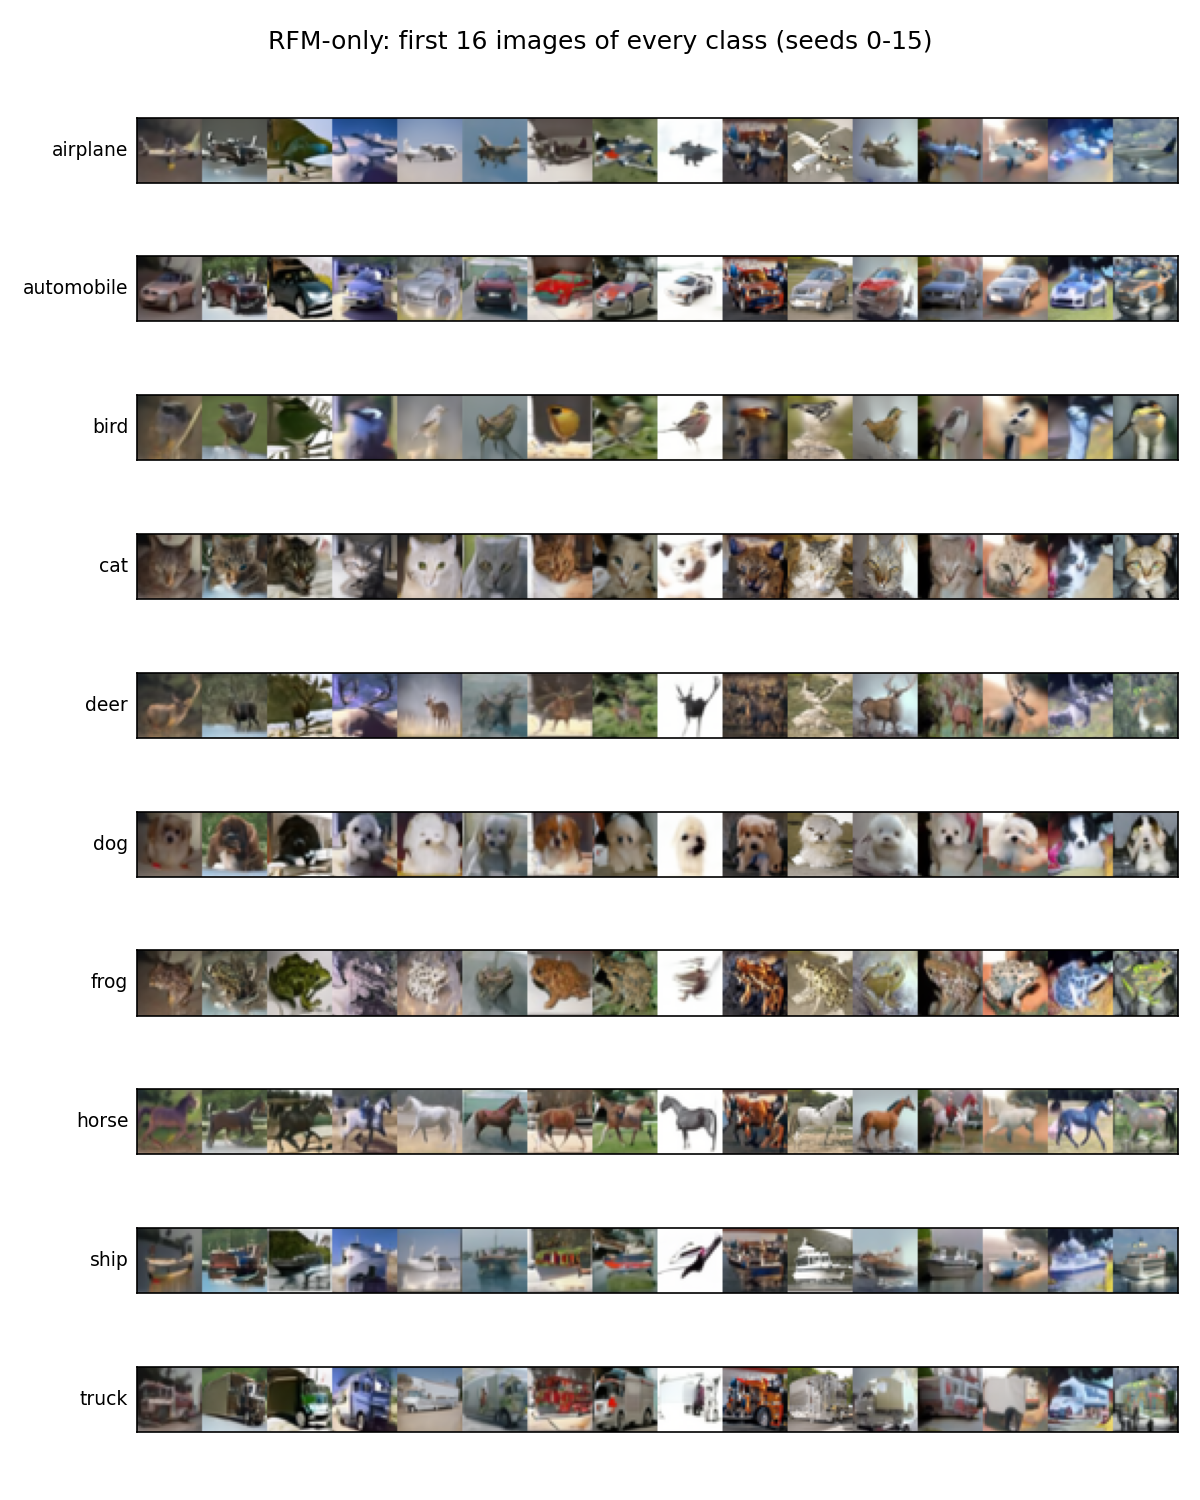 RFM-only: first 16 images of every class (seeds 0-15)
airplane
automobile
bird
cat
deer
dog
frog
horse
ship
truck